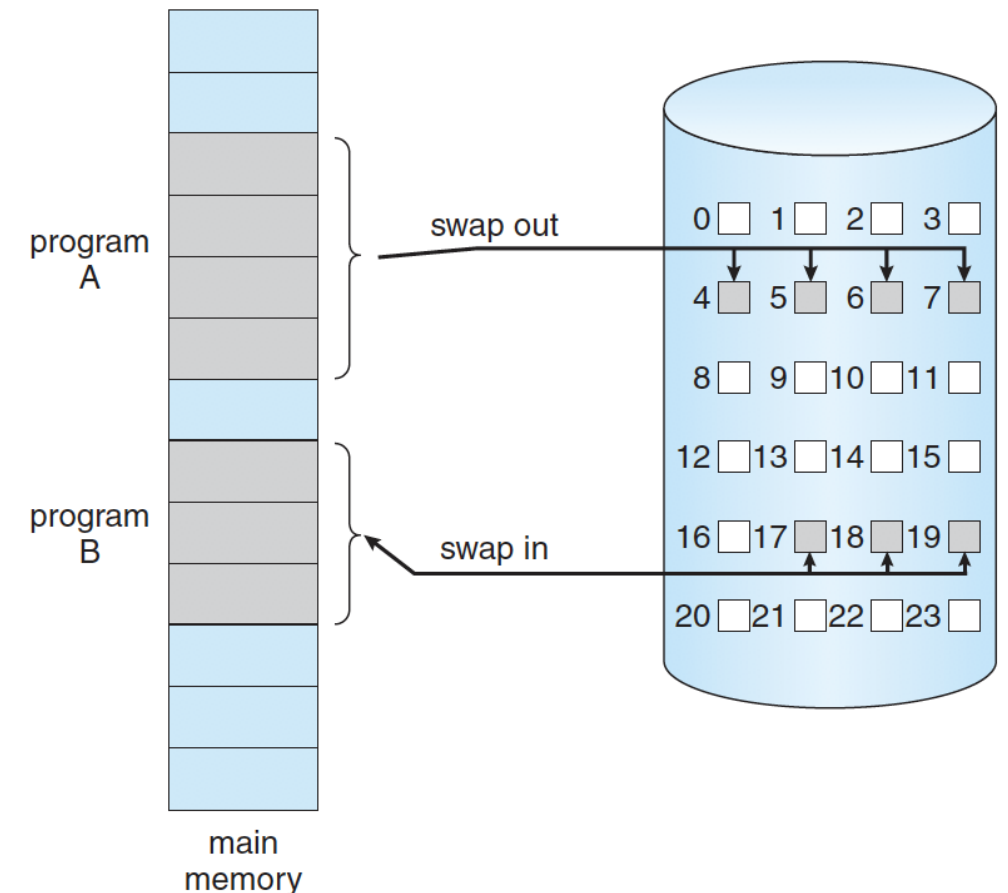 0 1 2 3
swap out
program
A
4 5 6 7
8 9 10 11
12 13 14 15
program
B
16 17 18 19
swap in
20 21 22 23
main
memory